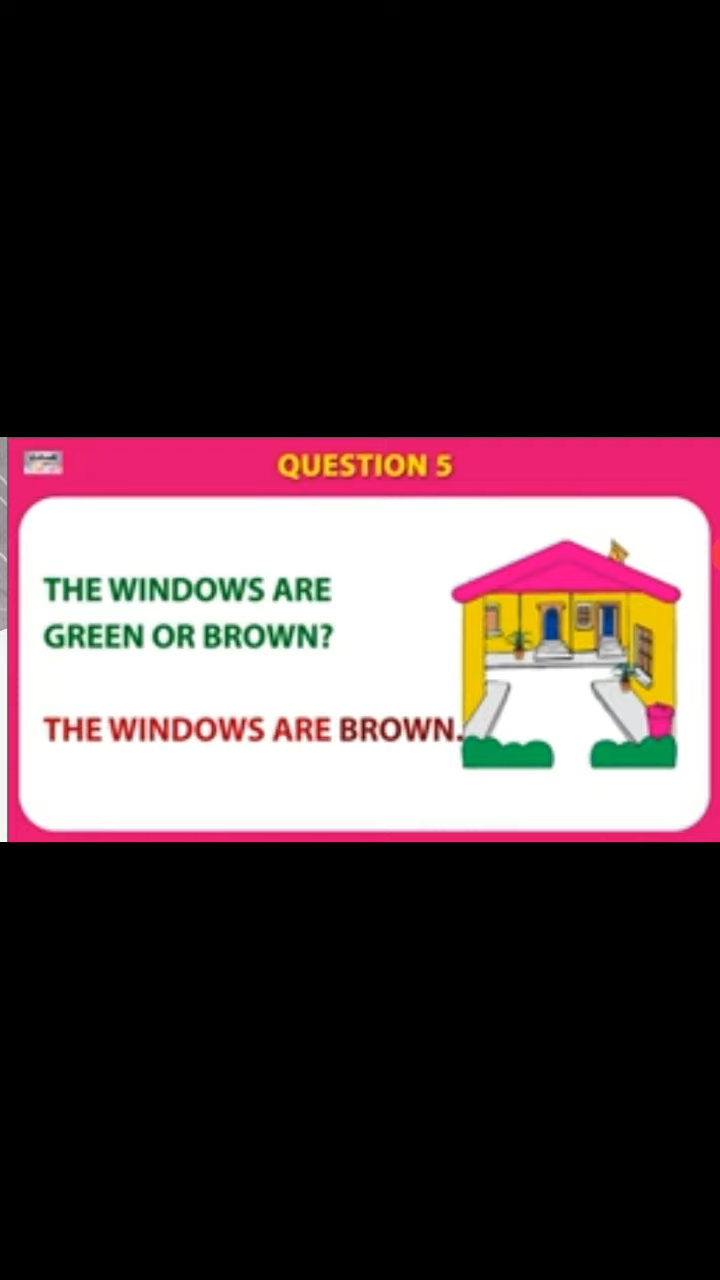 QUESTION 5
THE WINDOWS ARE
GREEN OR BROWN?
THE WINDOWS ARE BROWN.